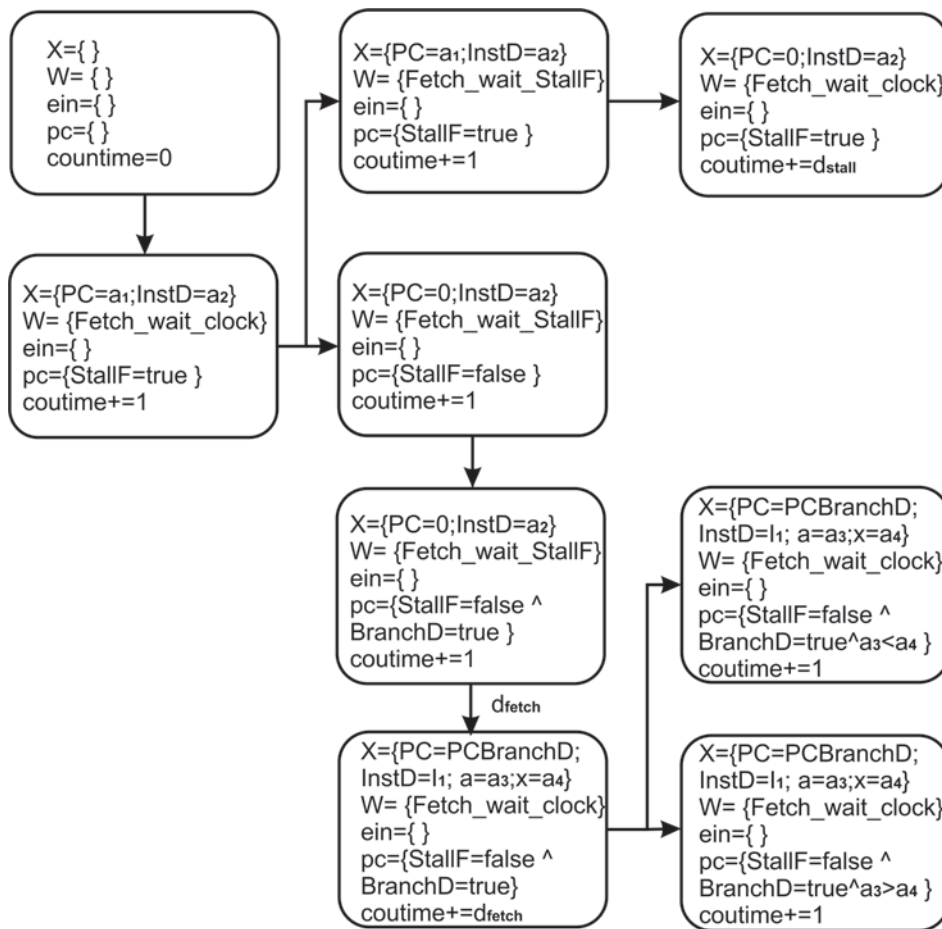 X={ }
W= { }
ein={ }
pc={ }
countime=0
X={PC=a₁;InstD=a₂}
W= {Fetch_wait_StallF}
ein={ }
pc={StallF=true }
coutime+=1
X={PC=0;InstD=a₂}
W= {Fetch_wait_clock}
ein={ }
pc={StallF=true }
coutime+=dstall
X={PC=a₁;InstD=a₂}
W= {Fetch_wait_clock}
ein={ }
pc={StallF=true }
coutime+=1
X={PC=0;InstD=a₂}
W= {Fetch_wait_StallF}
ein={ }
pc={StallF=false }
coutime+=1
X={PC=0;InstD=a₂}
W= {Fetch_wait_StallF}
ein={ }
pc={StallF=false ^
BranchD=true }
coutime+=1
X={PC=PCBranchD;
InstD=I₁; a=a₃;x=a₄}
W= {Fetch_wait_clock}
ein={ }
pc={StallF=false ^
BranchD=true^a₃<a₄ }
coutime+=1
dfetch
X={PC=PCBranchD;
InstD=I₁; a=a₃;x=a₄}
W= {Fetch_wait_clock}
ein={ }
pc={StallF=false ^
BranchD=true}
coutime+=dfetch
X={PC=PCBranchD;
InstD=I₁; a=a₃;x=a₄}
W= {Fetch_wait_clock}
ein={ }
pc={StallF=false ^
BranchD=true^a₃>a₄ }
coutime+=1